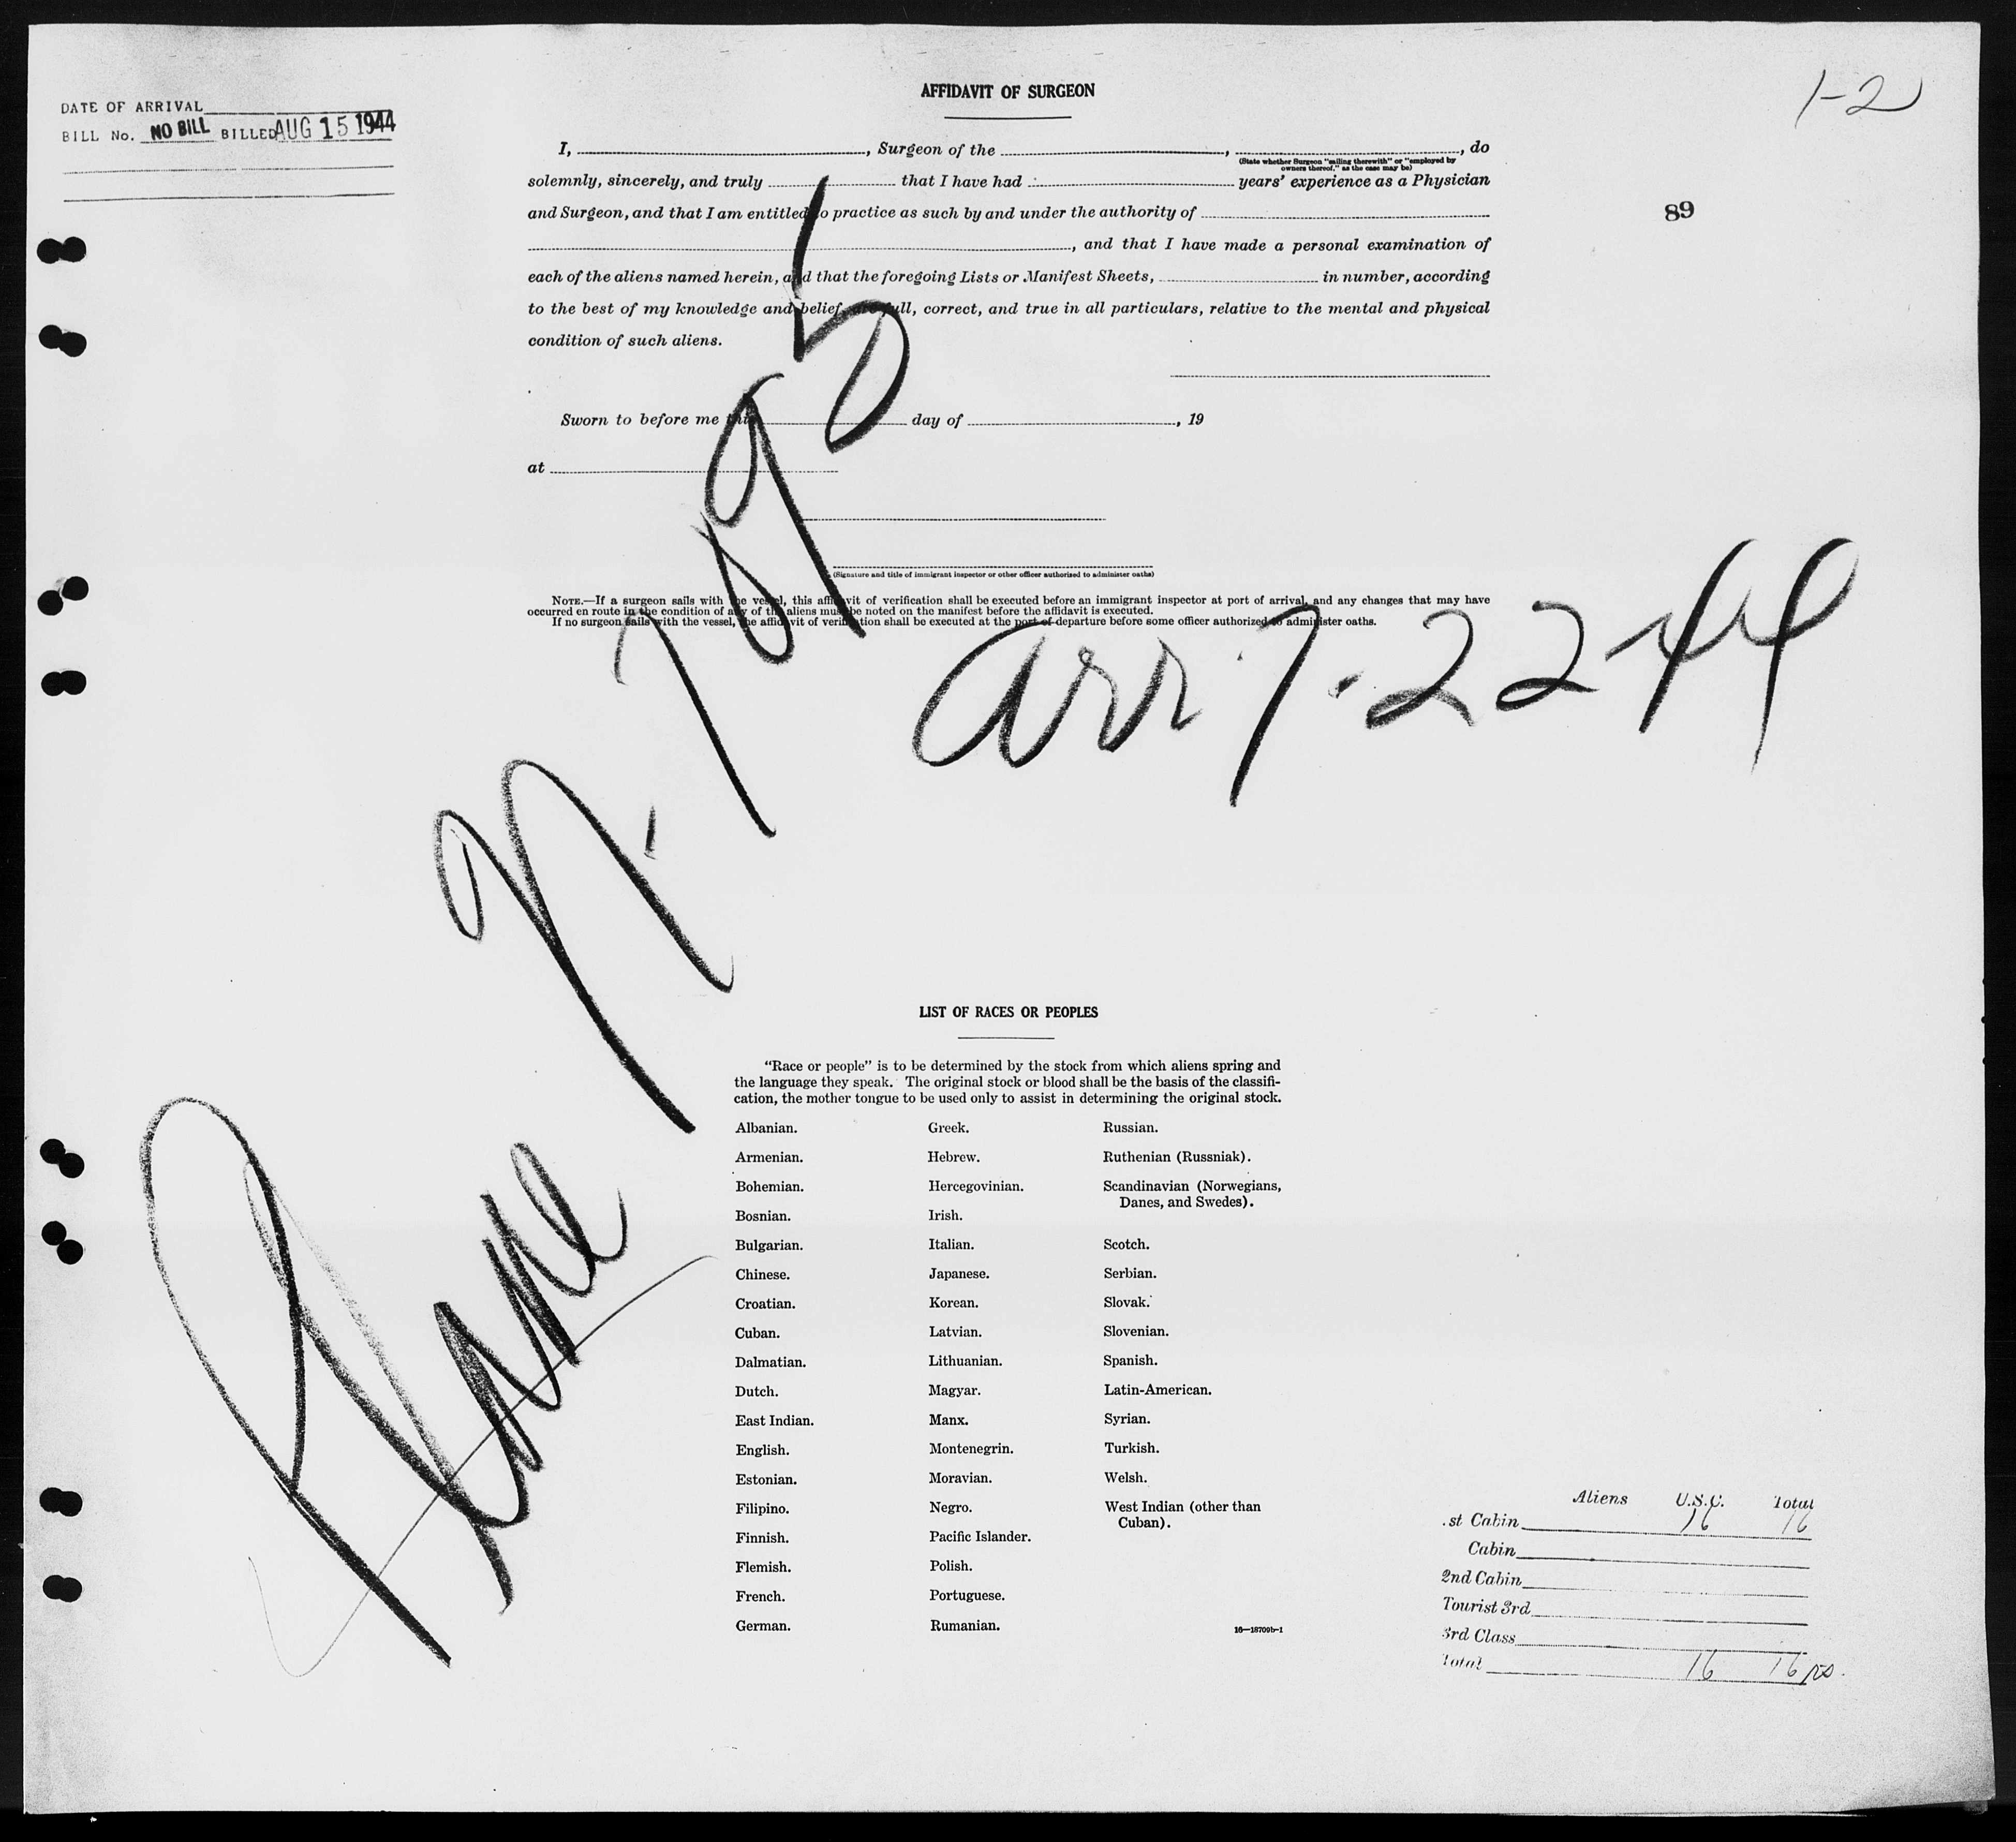 AFFIDAVIT OF SURGEON
1-2
DATE OF ARRIVAL
BILL No. NO BILL BILLED AUG 15 1944
I, , Surgeon of the , , do
(State whether Surgeon "sailing therewith" or "employed by
owners thereof," as the case may be)
solemnly, sincerely, and truly that I have had years' experience as a Physician
89
and Surgeon, and that I am entitled to practice as such by and under the authority of
, and that I have made a personal examination of
each of the aliens named herein, and that the foregoing Lists or Manifest Sheets, in number, according
to the best of my knowledge and belief, are full, correct, and true in all particulars, relative to the mental and physical
condition of such aliens.
Sworn to before me this day of , 19
at
(Signature and title of immigrant inspector or other officer authorized to administer oaths)
NOTE.—If a surgeon sails with the vessel, this affidavit of verification shall be executed before an immigrant inspector at port of arrival, and any changes that may have
occurred en route in the condition of any of the aliens must be noted on the manifest before the affidavit is executed.
If no surgeon sails with the vessel, the affidavit of verification shall be executed at the port of departure before some officer authorized to administer oaths.
Plane N. 7895
arr 7-22-44
LIST OF RACES OR PEOPLES
"Race or people" is to be determined by the stock from which aliens spring and
the language they speak. The original stock or blood shall be the basis of the classifi-
cation, the mother tongue to be used only to assist in determining the original stock.
Albanian. Greek. Russian.
Armenian. Hebrew. Ruthenian (Russniak).
Bohemian. Hercegovinian. Scandinavian (Norwegians,
Danes, and Swedes).
Bosnian. Irish.
Bulgarian. Italian. Scotch.
Chinese. Japanese. Serbian.
Croatian. Korean. Slovak.
Cuban. Latvian. Slovenian.
Dalmatian. Lithuanian. Spanish.
Dutch. Magyar. Latin-American.
East Indian. Manx. Syrian.
English. Montenegrin. Turkish.
Estonian. Moravian. Welsh.
Filipino. Negro. West Indian (other than
Cuban).
Finnish. Pacific Islander.
Flemish. Polish.
French. Portuguese.
German. Rumanian.
16—18709b-1
Aliens U.S.C. Total
.st Cabin 16 16
Cabin
2nd Cabin
Tourist 3rd
3rd Class
Total 16 16